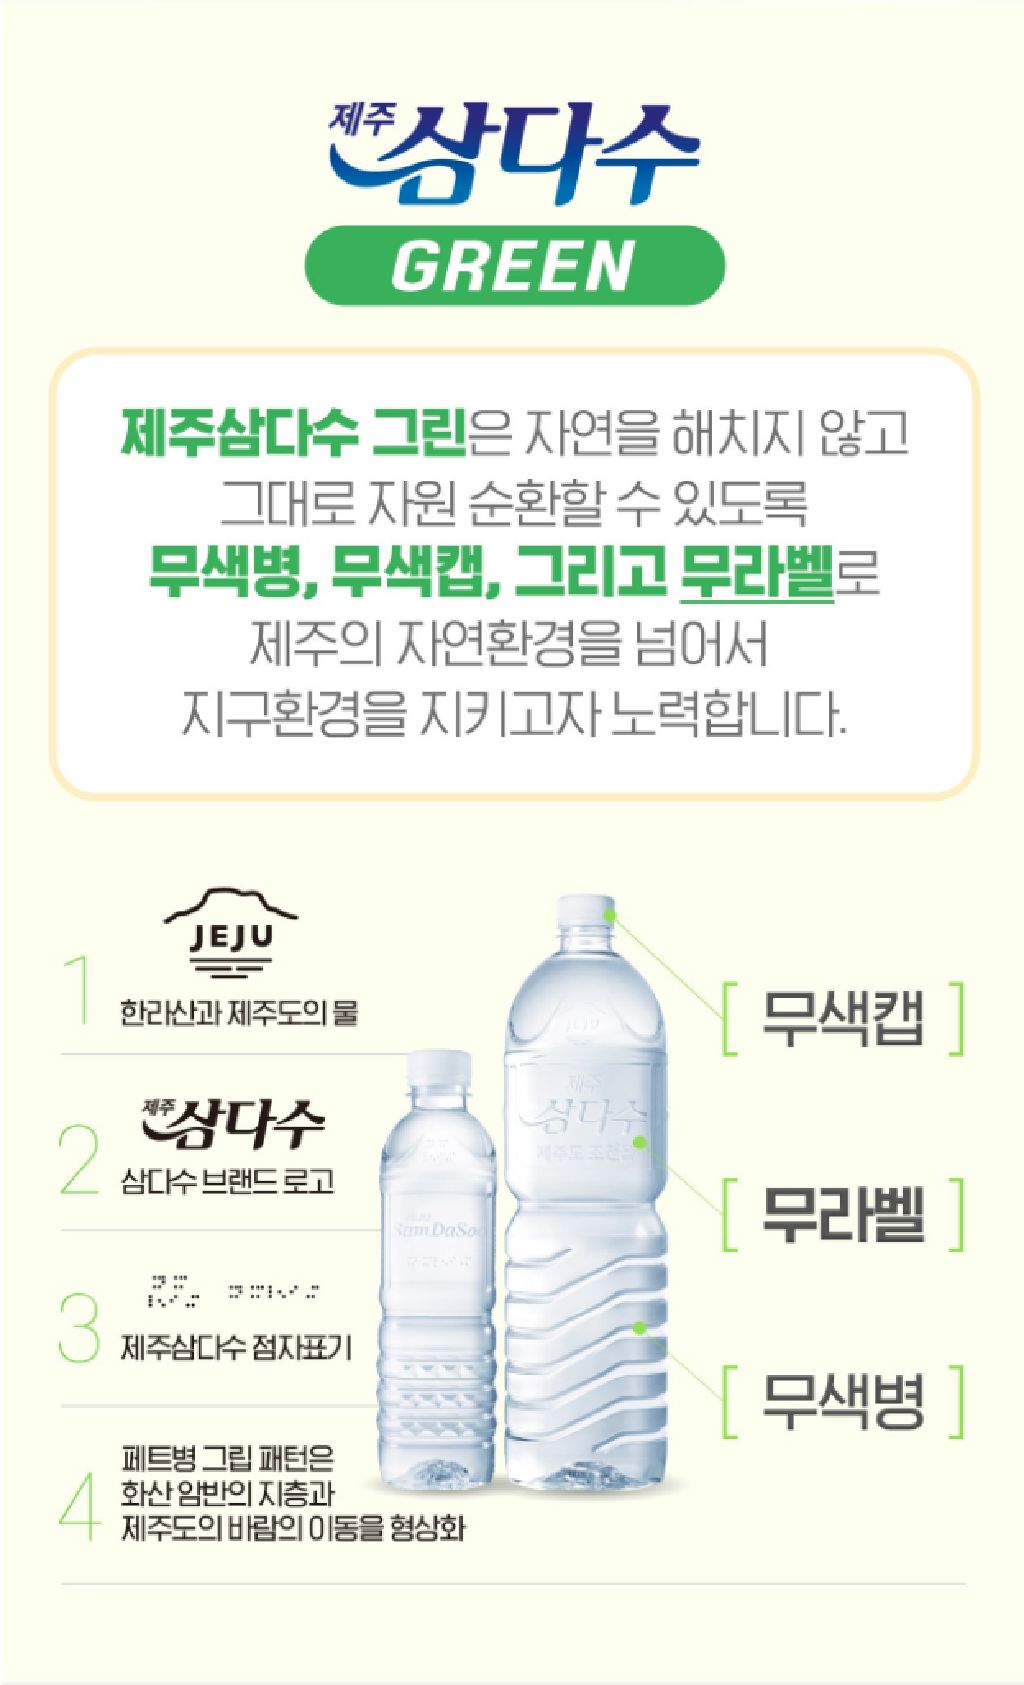 제주
삼다수
GREEN
제주삼다수 그린은 자연을 해치지 않고
그대로 자원 순환할 수 있도록
무색병, 무색캡, 그리고 무라벨로
제주의 자연환경을 넘어서
지구환경을 지키고자 노력합니다.
JEJU
1
한라산과 제주도의 물
제주 삼다수
2
삼다수 브랜드 로고
3
제주삼다수 점자표기
4
페트병 그립 패턴은
화산 암반의 지층과
제주도의 바람의 이동을 형상화
JEJU
제주
삼다수
제주도 조천읍
SamDaSoo
[ 무색캡 ]
[ 무라벨 ]
[ 무색병 ]